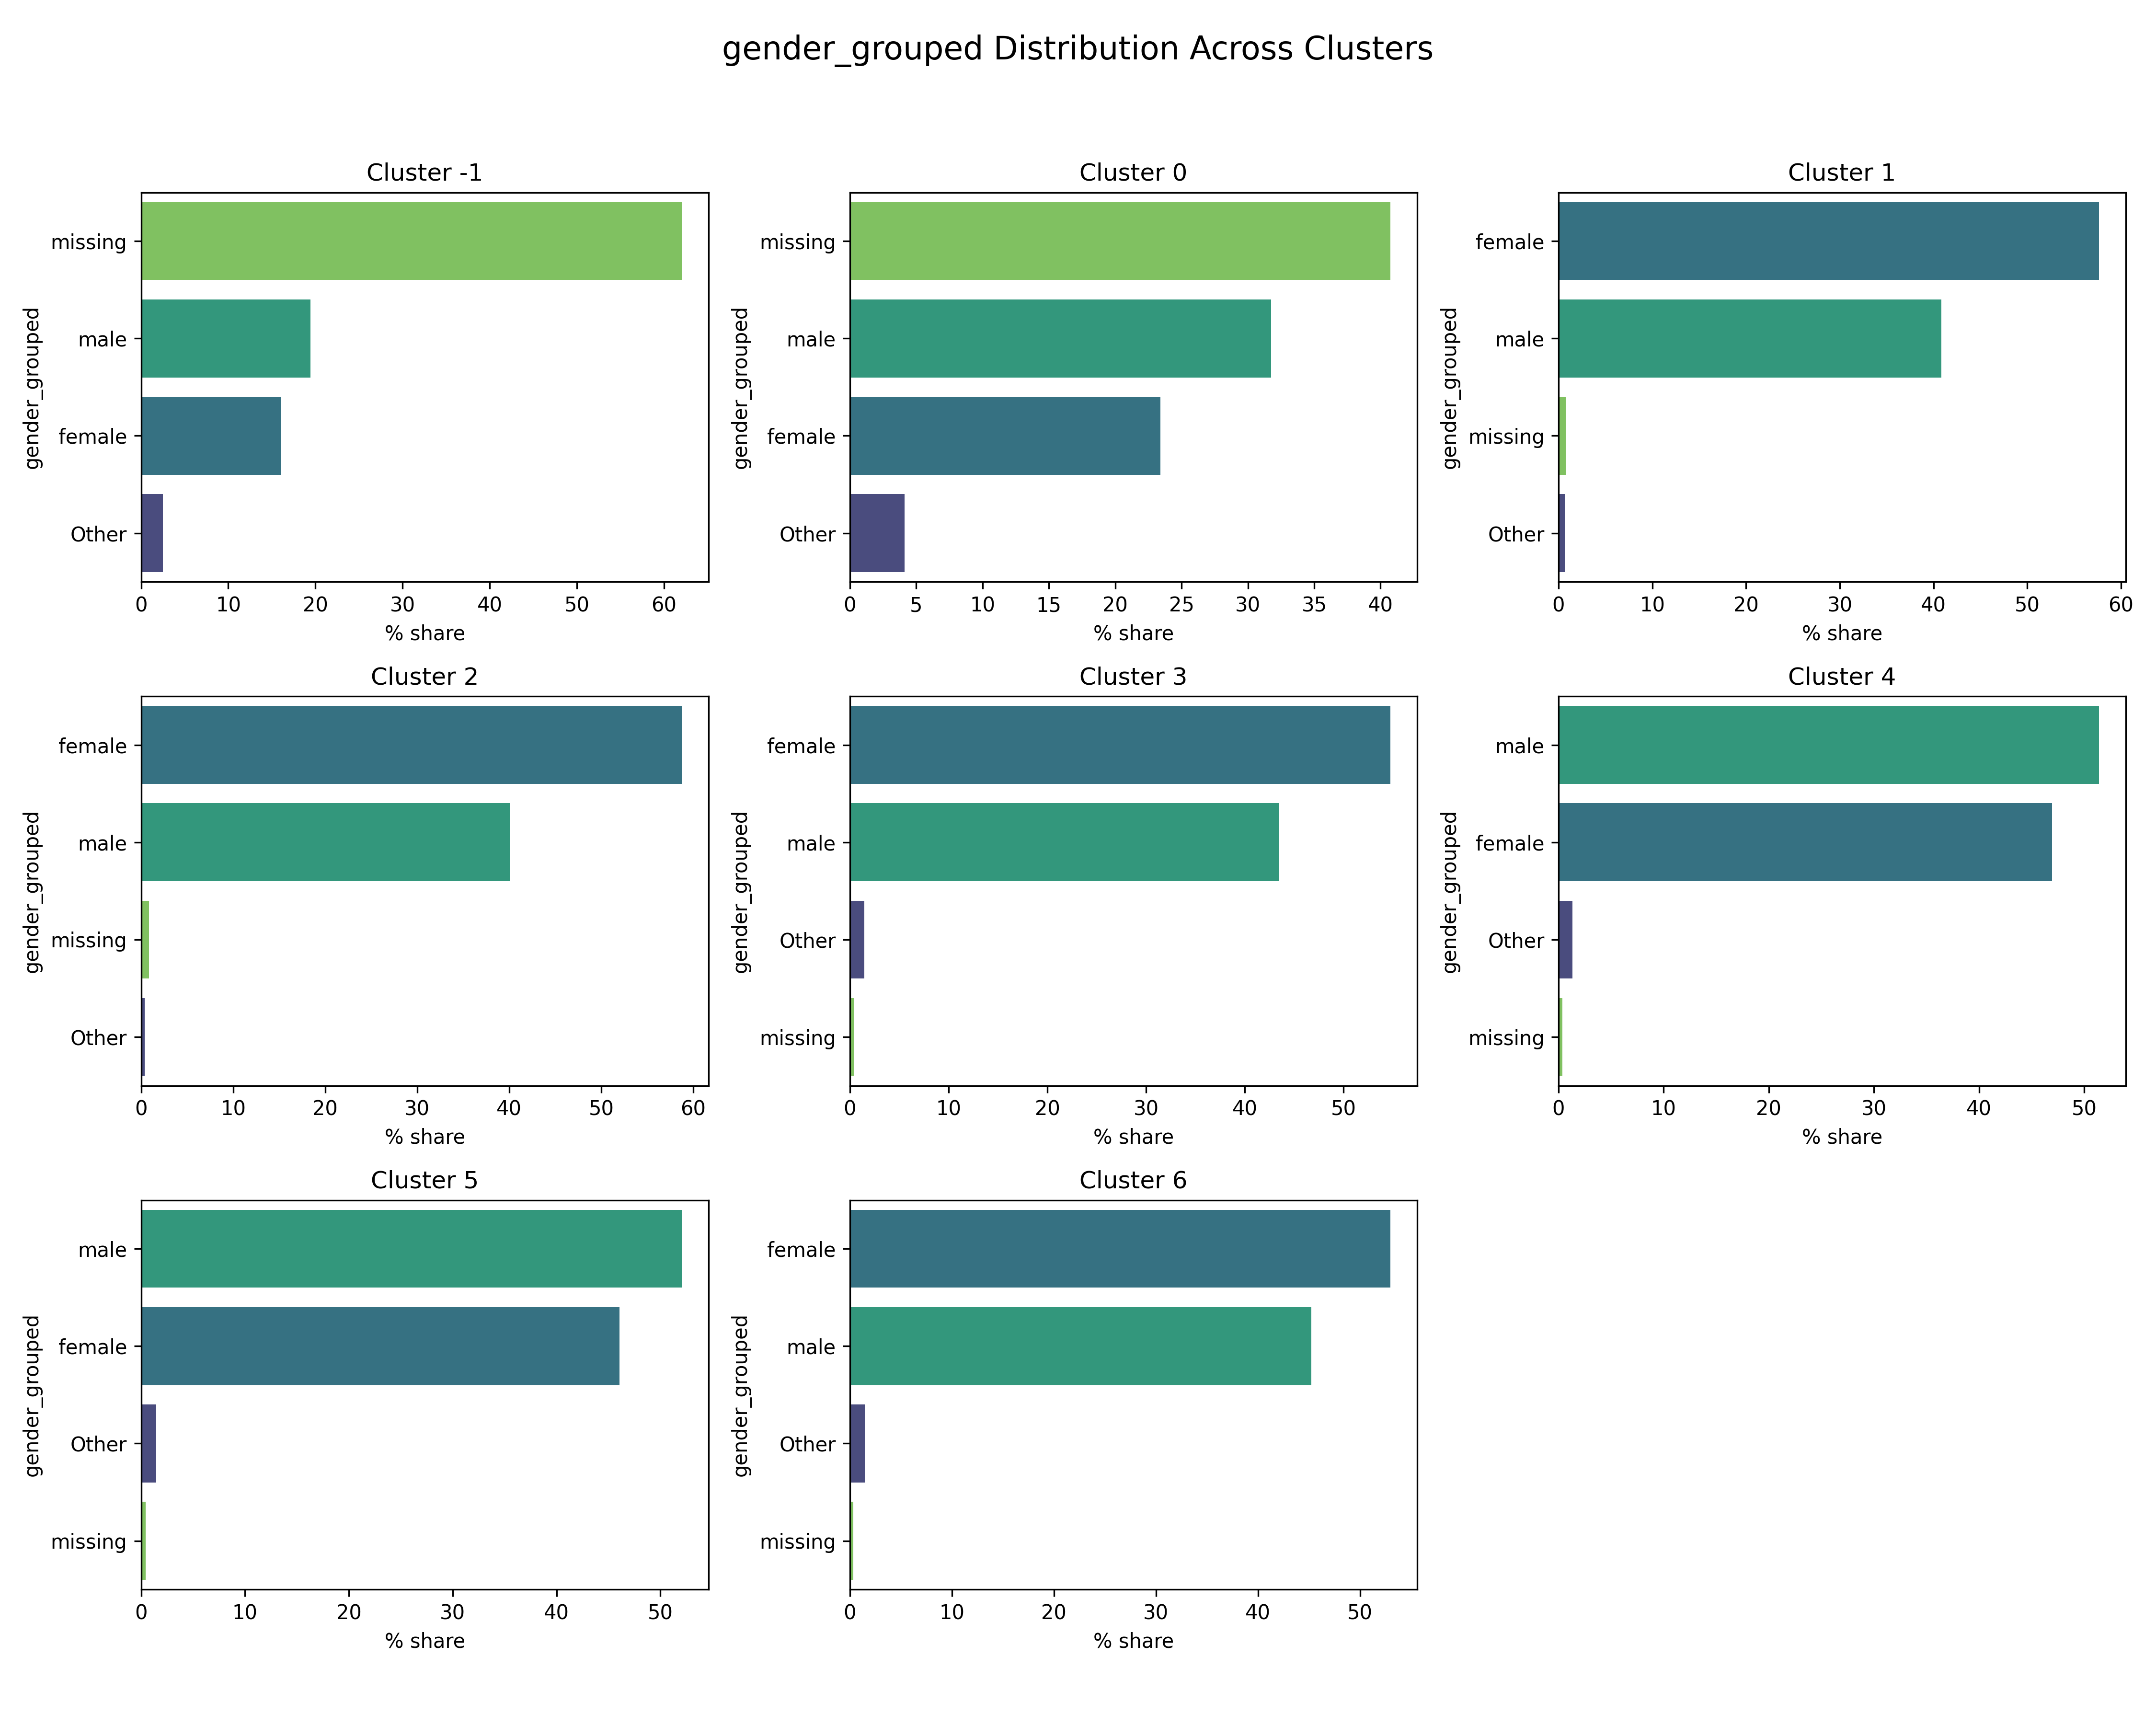 gender_grouped Distribution Across Clusters
Cluster -1
gender_grouped
missing
male
female
Other
0 10 20 30 40 50 60
% share
Cluster 0
gender_grouped
missing
male
female
Other
0 5 10 15 20 25 30 35 40
% share
Cluster 1
gender_grouped
female
male
missing
Other
0 10 20 30 40 50 60
% share
Cluster 2
gender_grouped
female
male
missing
Other
0 10 20 30 40 50 60
% share
Cluster 3
gender_grouped
female
male
Other
missing
0 10 20 30 40 50
% share
Cluster 4
gender_grouped
male
female
Other
missing
0 10 20 30 40 50
% share
Cluster 5
gender_grouped
male
female
Other
missing
0 10 20 30 40 50
% share
Cluster 6
gender_grouped
female
male
Other
missing
0 10 20 30 40 50
% share